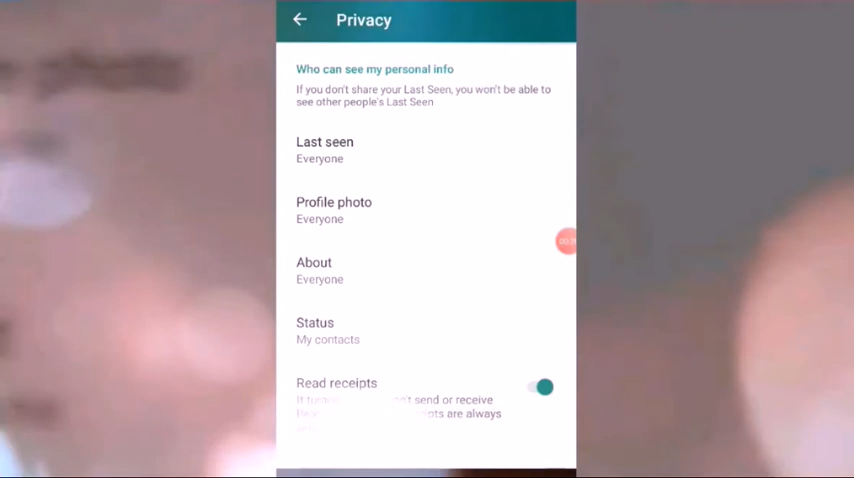 Privacy
Who can see my personal info
If you don't share your Last Seen, you won't be able to
see other people's Last Seen
Last seen
Everyone
Profile photo
Everyone
About
Everyone
Status
My contacts
Read receipts
send or receive
are always